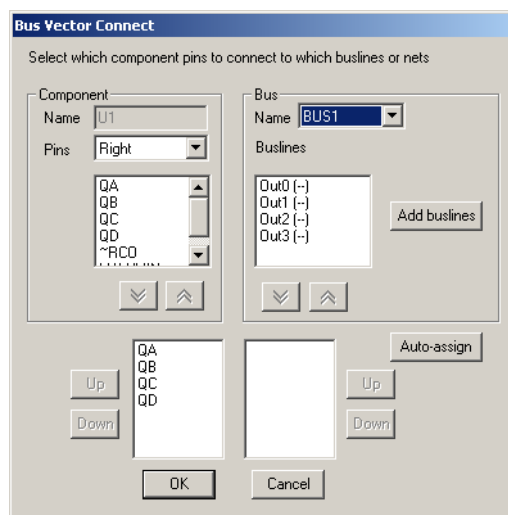 Bus Vector Connect
Select which component pins to connect to which buslines or nets
Component
Name U1
Pins Right
QA
QB
QC
QD
~RCO
Bus
Name BUS1
Buslines
Out0 (--)
Out1 (--)
Out2 (--)
Out3 (--)
Add buslines
Auto-assign
Up
Down
QA
QB
QC
QD
Up
Down
OK
Cancel